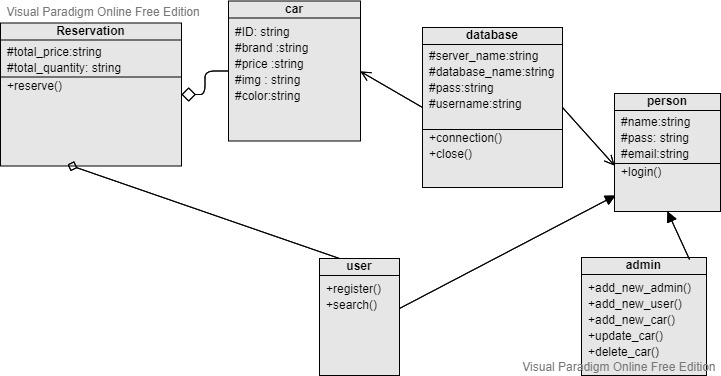 Visual Paradigm Online Free Edition
Reservation
#total_price:string
#total_quantity: string
+reserve()
car
#ID: string
#brand :string
#price :string
#img : string
#color:string
database
#server_name:string
#database_name:string
#pass:string
#username:string
+connection()
+close()
person
#name:string
#pass: string
#email:string
+login()
user
+register()
+search()
admin
+add_new_admin()
+add_new_user()
+add_new_car()
+update_car()
+delete_car()
Visual Paradigm Online Free Edition